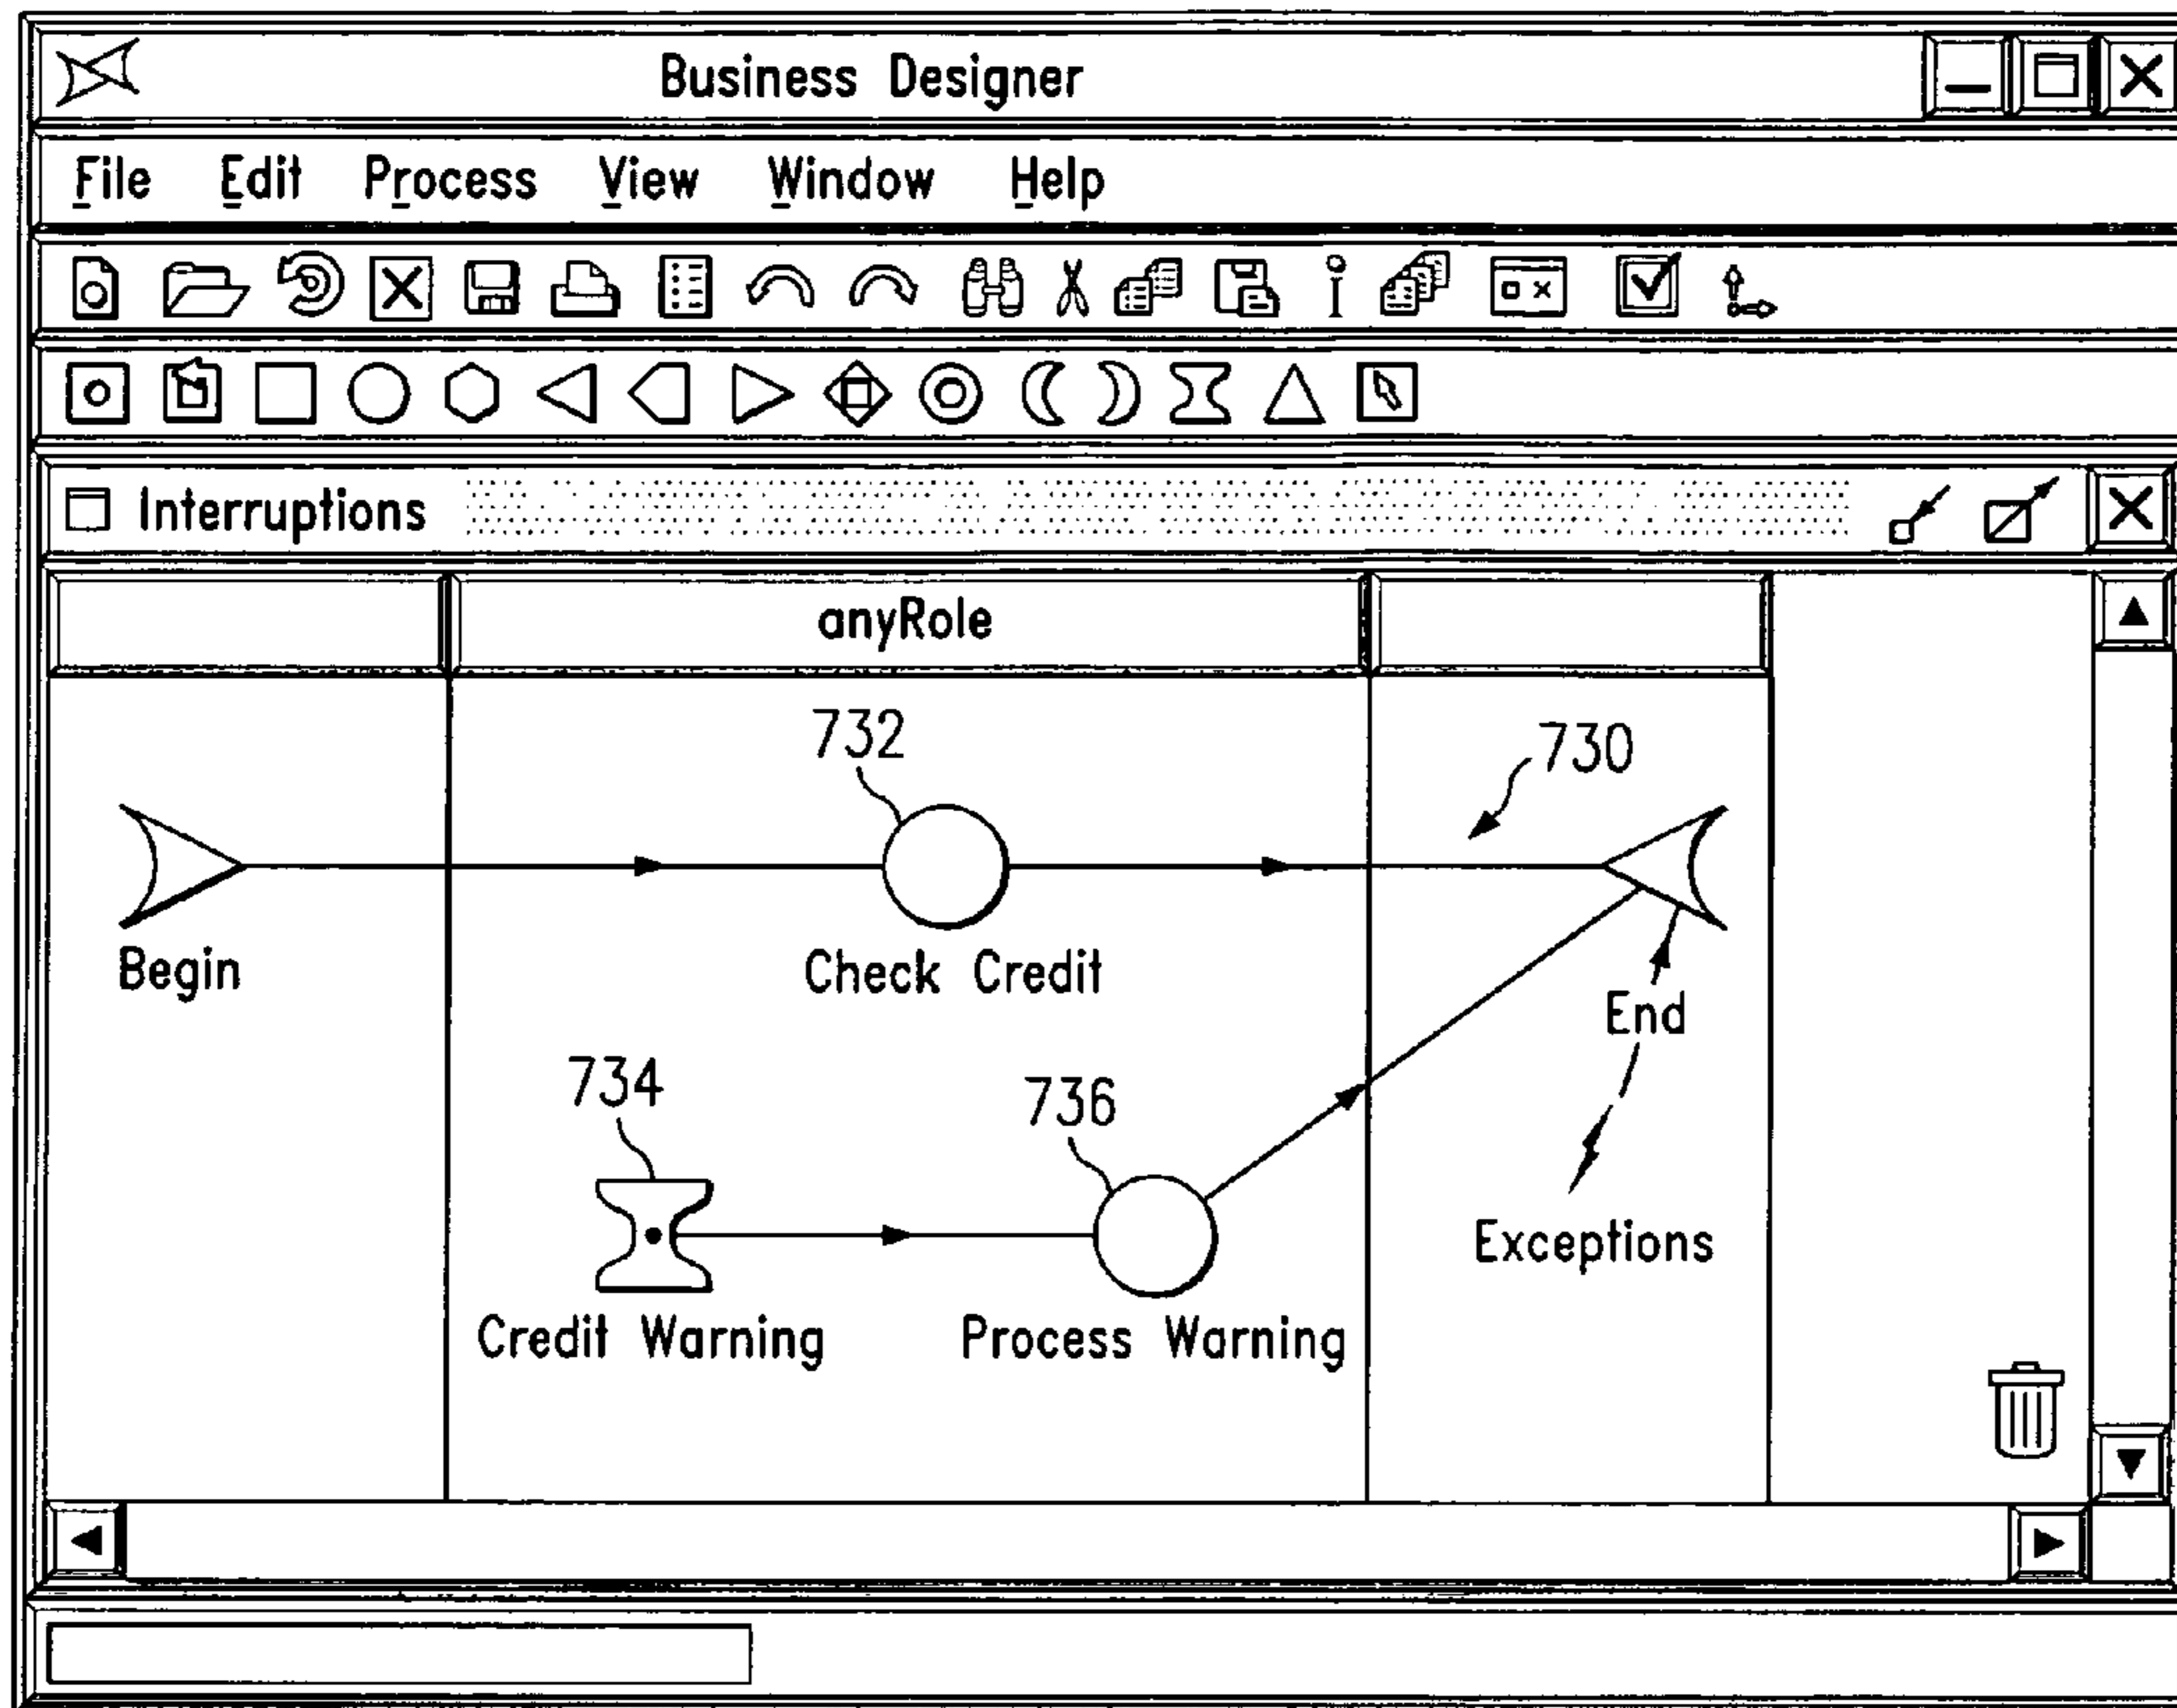 Business Designer
File Edit Process View Window Help
Interruptions
anyRole
732
730
Begin
Check Credit
End
734
736
Exceptions
Credit Warning
Process Warning